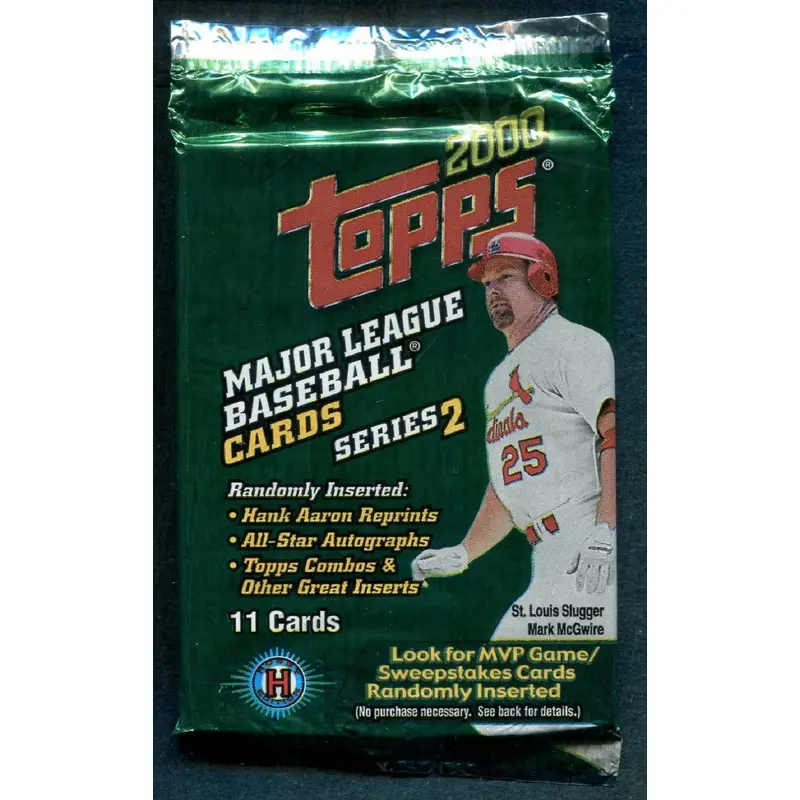 2000
TOPPS®
MAJOR LEAGUE
BASEBALL®
CARDS SERIES 2
Randomly Inserted:
• Hank Aaron Reprints
• All-Star Autographs
• Topps Combos &
Other Great Inserts
11 Cards
H
dinals
25
St. Louis Slugger
Mark McGwire
Look for MVP Game/
Sweepstakes Cards
Randomly Inserted
(No purchase necessary. See back for details.)